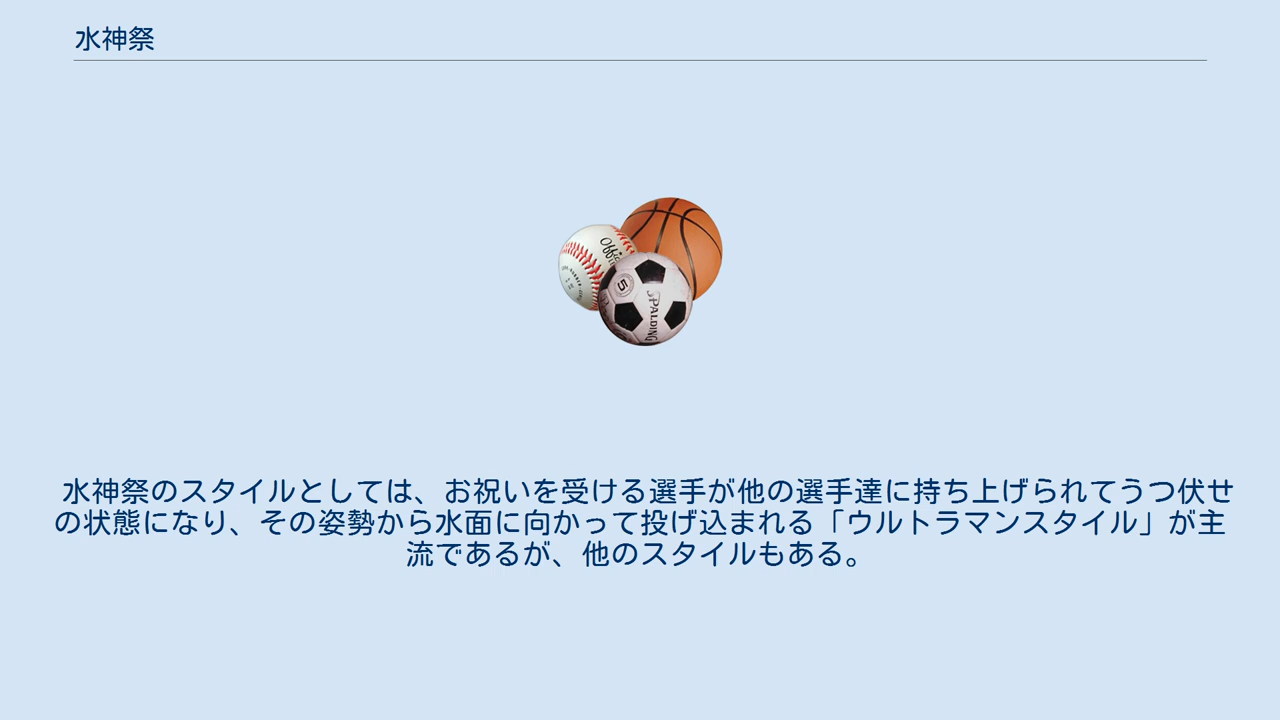 水神祭
Offic
5
SPALDING
水神祭のスタイルとしては、お祝いを受ける選手が他の選手達に持ち上げられてうつ伏せ
の状態になり、その姿勢から水面に向かって投げ込まれる「ウルトラマンスタイル」が主
流であるが、他のスタイルもある。